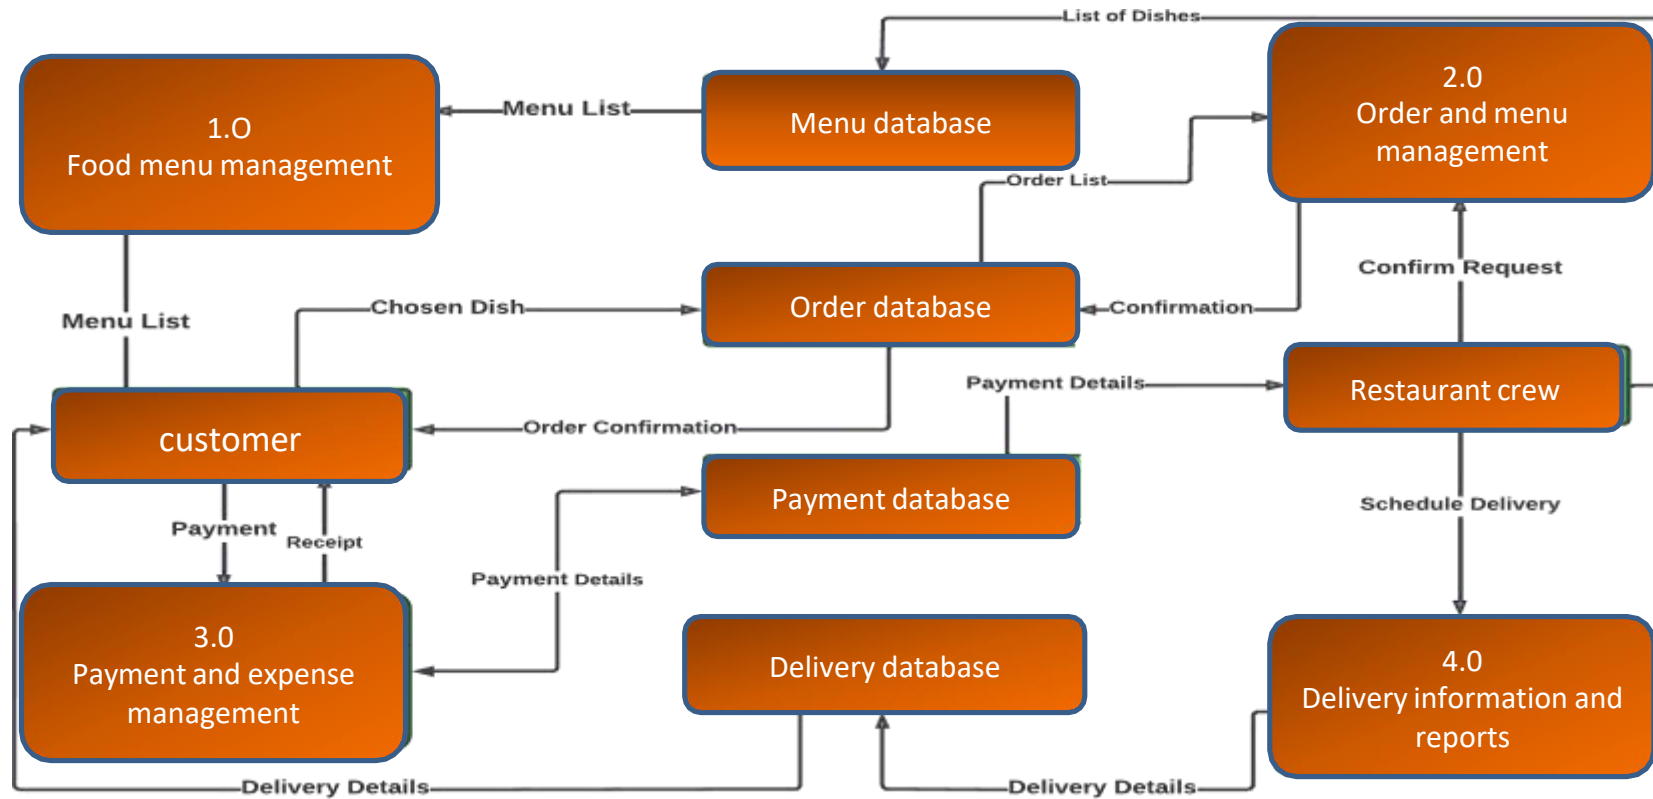 List of Dishes
1.O
Food menu management
Menu List
Menu database
2.0
Order and menu
management
Order List
Menu List
Chosen Dish
Order database
Confirmation
Confirm Request
customer
Order Confirmation
Payment Details
Restaurant crew
Payment
Receipt
Payment database
Schedule Delivery
Payment Details
3.0
Payment and expense
management
Delivery database
4.0
Delivery information and
reports
Delivery Details
Delivery Details